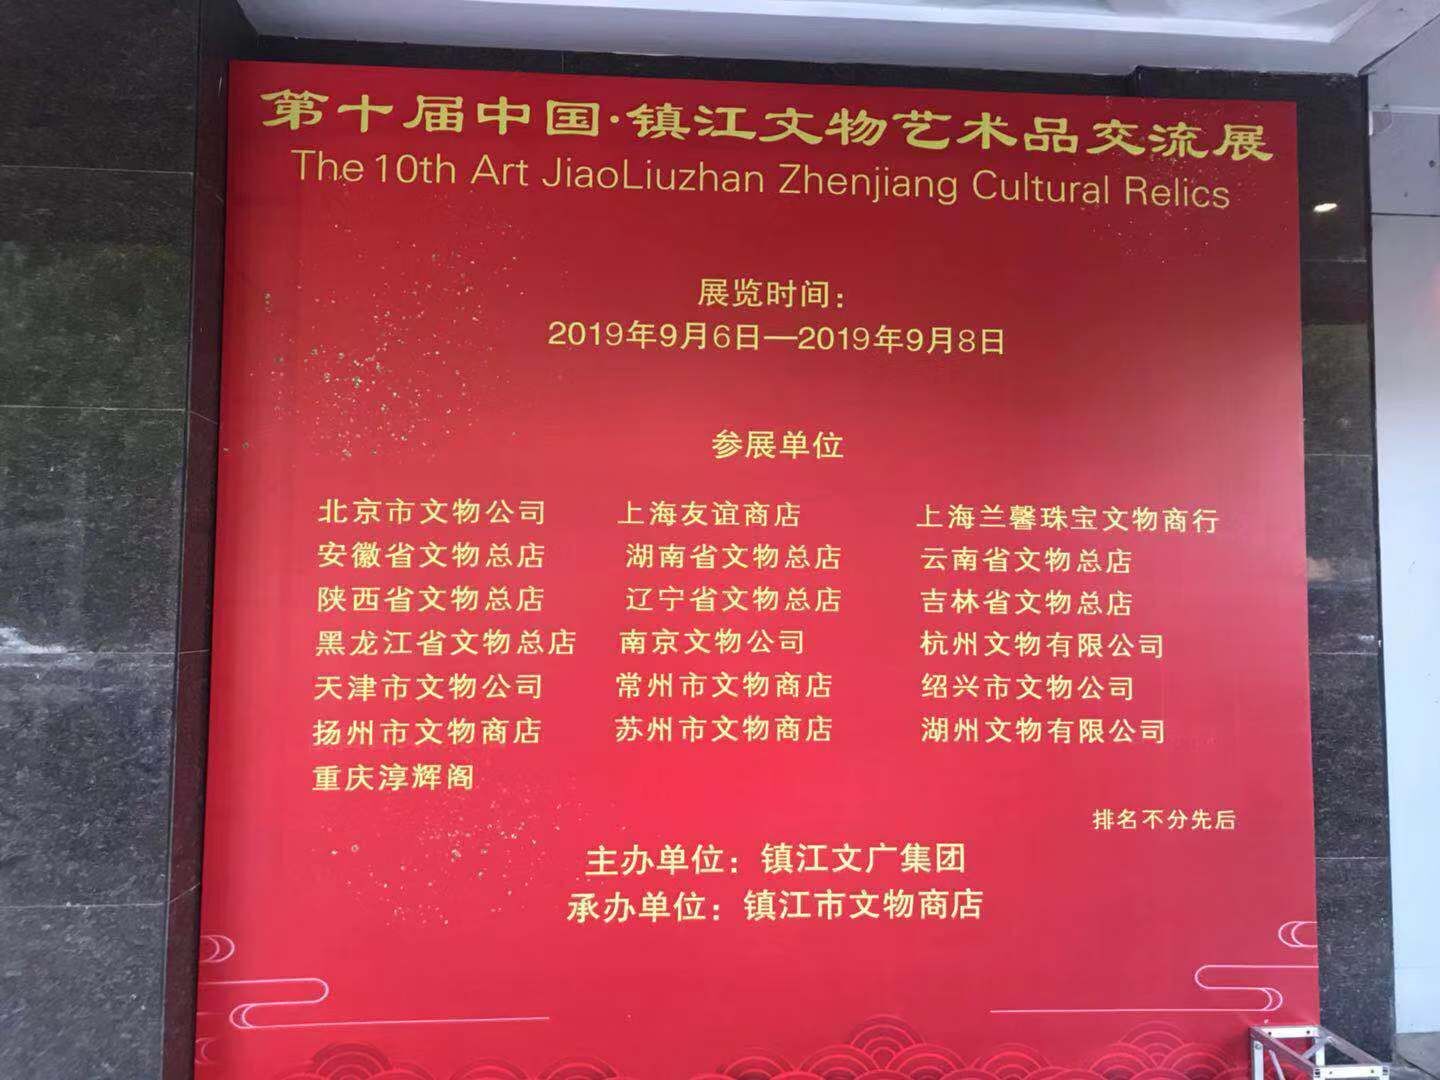 第十届中国·镇江文物艺术品交流展
The 10th Art JiaoLiuzhan Zhenjiang Cultural Relics
展览时间：
2019年9月6日—2019年9月8日
参展单位
北京市文物公司 上海友谊商店 上海兰馨珠宝文物商行
安徽省文物总店 湖南省文物总店 云南省文物总店
陕西省文物总店 辽宁省文物总店 吉林省文物总店
黑龙江省文物总店 南京文物公司 杭州文物有限公司
天津市文物公司 常州市文物商店 绍兴市文物公司
扬州市文物商店 苏州市文物商店 湖州文物有限公司
重庆淳辉阁
排名不分先后
主办单位：镇江文广集团
承办单位：镇江市文物商店